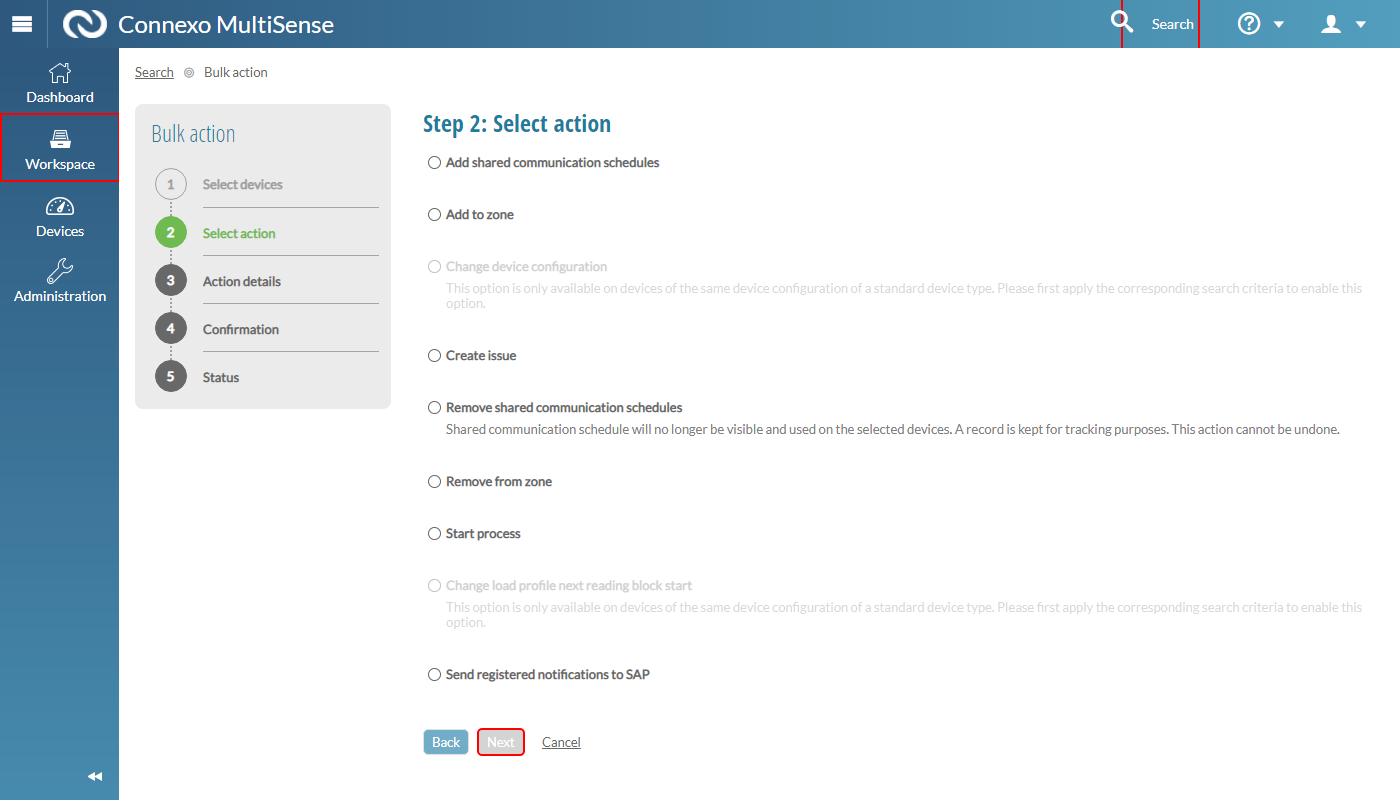 Connexo MultiSense
Search
Dashboard
Workspace
Devices
Administration
Search Bulk action
Bulk action
1 Select devices
2 Select action
3 Action details
4 Confirmation
5 Status
Step 2: Select action
Add shared communication schedules
Add to zone
Change device configuration
This option is only available on devices of the same device configuration of a standard device type. Please first apply the corresponding search criteria to enable this
option.
Create issue
Remove shared communication schedules
Shared communication schedule will no longer be visible and used on the selected devices. A record is kept for tracking purposes. This action cannot be undone.
Remove from zone
Start process
Change load profile next reading block start
This option is only available on devices of the same device configuration of a standard device type. Please first apply the corresponding search criteria to enable this
option.
Send registered notifications to SAP
Back Next Cancel